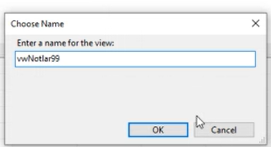 Choose Name
Enter a name for the view:
vwNotlar99
OK
Cancel